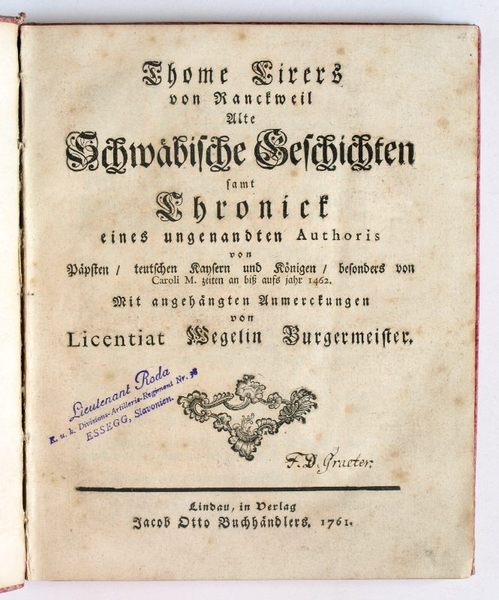 Thome Lirers
von Ranckweil
Alte
Schwäbische Geschichten
samt
Chronick
eines ungenandten Authoris
von
Päpsten / teutschen Kaysern und Königen / besonders von
Caroli M. zeiten an biß aufs jahr 1462.
Mit angehängten Anmerckungen
von
Licentiat Wegelin Burgermeister.
Lieutenant Roda
K. u. k. Divisions-Artillerie-Regiment Nr. 38
ESSEGG, Slavonien.
F. D. Graeter.
Lindau, in Verlag
Jacob Otto Buchhändlers. 1761.